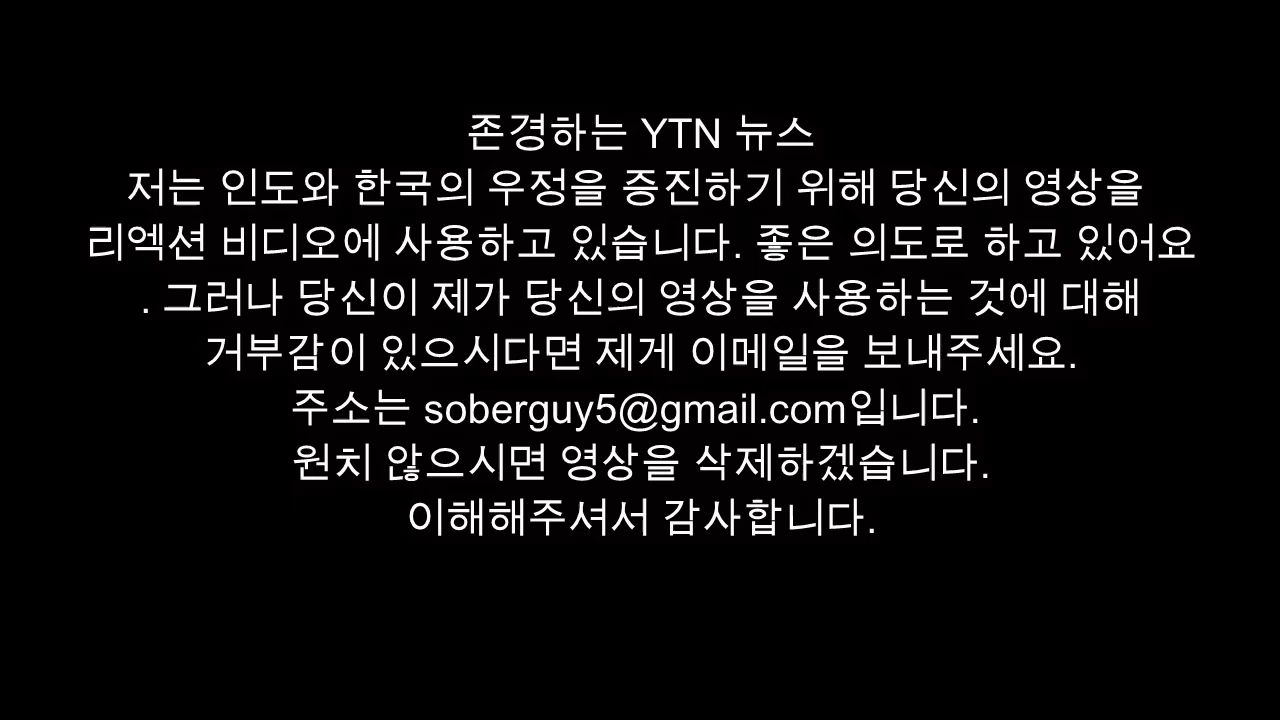 존경하는 YTN 뉴스
저는 인도와 한국의 우정을 증진하기 위해 당신의 영상을
리엑션 비디오에 사용하고 있습니다. 좋은 의도로 하고 있어요
. 그러나 당신이 제가 당신의 영상을 사용하는 것에 대해
거부감이 있으시다면 제게 이메일을 보내주세요.
주소는 soberguy5@gmail.com입니다.
원치 않으시면 영상을 삭제하겠습니다.
이해해주셔서 감사합니다.